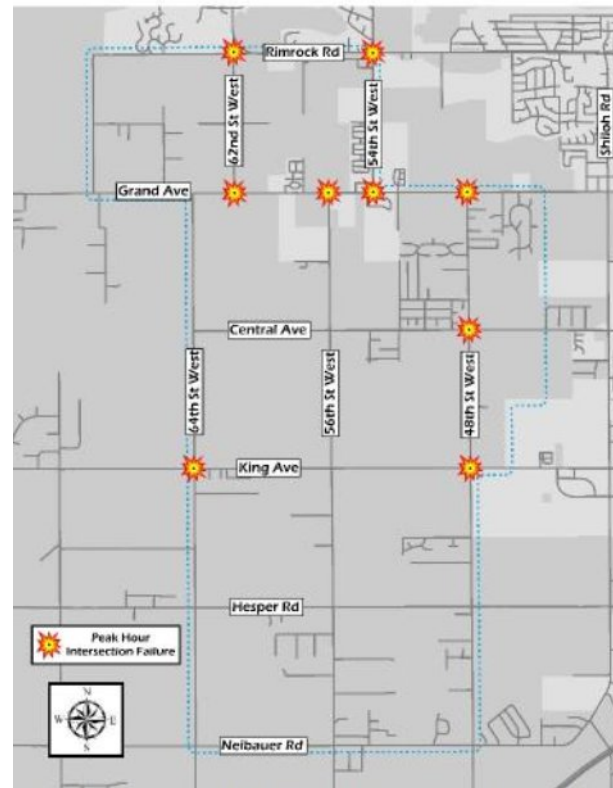 Rimrock Rd
62nd St West
54th St West
Shiloh Rd
Grand Ave
Central Ave
64th St West
56th St West
48th St West
King Ave
Hesper Rd
Peak Hour
Intersection Failure
N
W E
S
Neibauer Rd